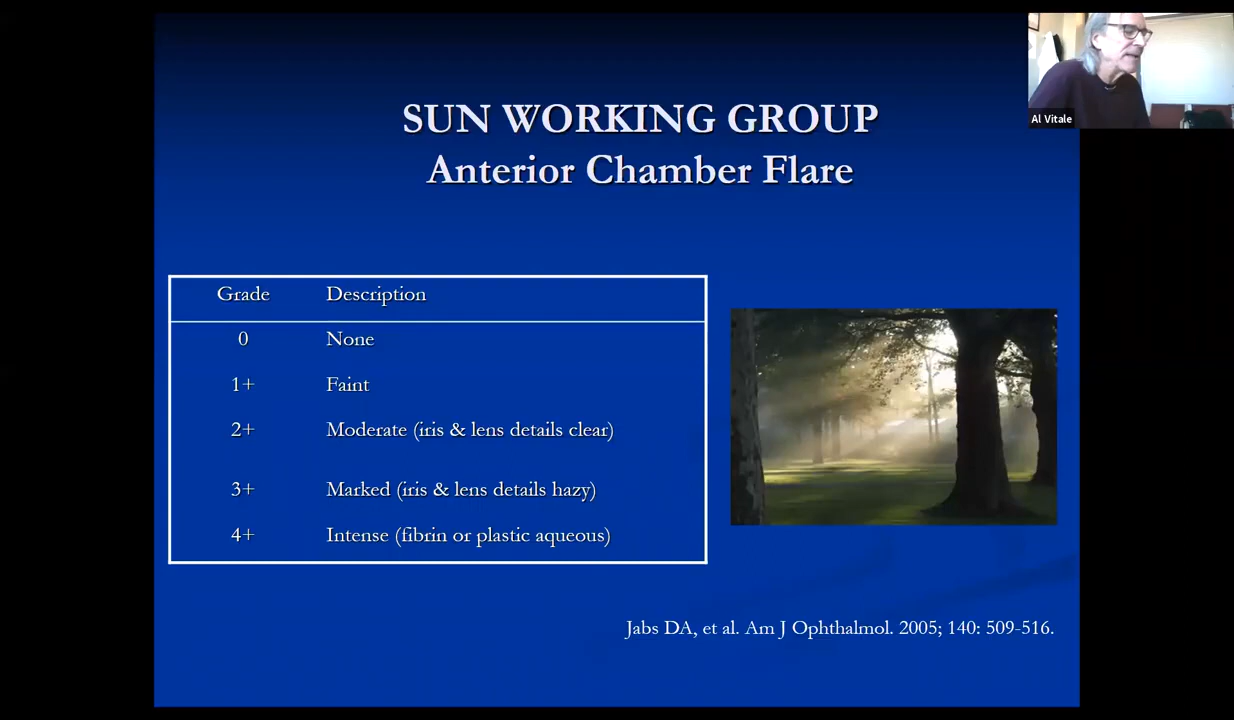 Al Vitale
SUN WORKING GROUP
Anterior Chamber Flare
Grade Description
0 None
1+ Faint
2+ Moderate (iris & lens details clear)
3+ Marked (iris & lens details hazy)
4+ Intense (fibrin or plastic aqueous)
Jabs DA, et al. Am J Ophthalmol. 2005; 140: 509-516.